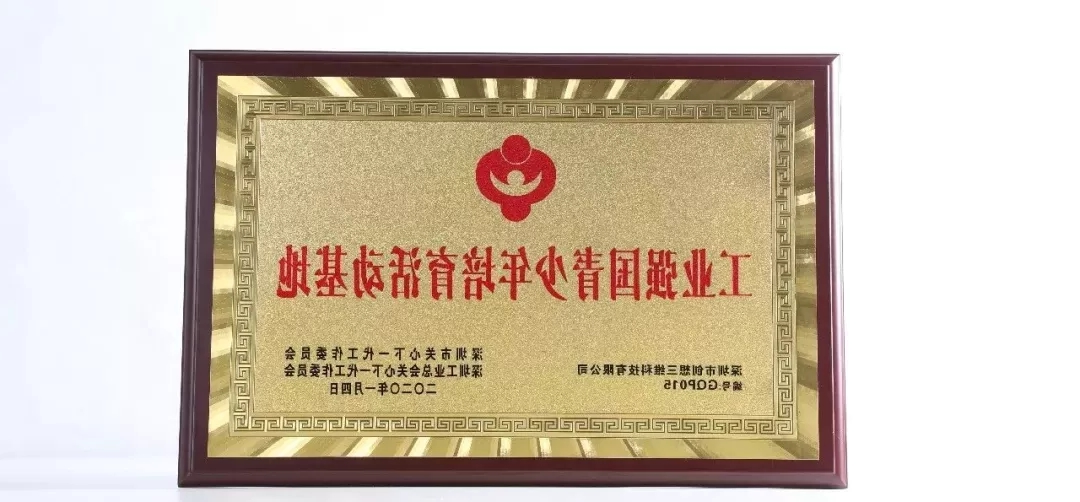 工业强国青少年培育活动基地
深圳市创想三维科技有限公司
编号:GQP015
深圳市关心下一代工作委员会
深圳工业总会关心下一代工作委员会
二〇二〇年一月四日